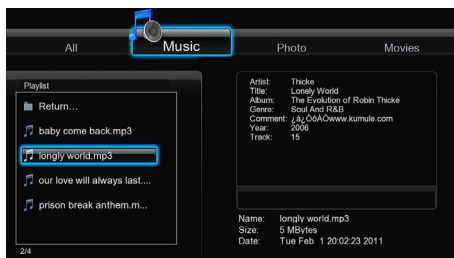 All
Music
Photo
Movies
Playlist
Return...
baby come back.mp3
longly world.mp3
our love will always last....
prison break anthem.m...
2/4
Artist: Thicke
Title: Lonely World
Album: The Evolution of Robin Thicke
Genre: Soul And R&B
Comment: ¿á¿ÒõÀÖwww.kumule.com
Year: 2006
Track: 15
Name: longly world.mp3
Size: 5 MBytes
Date: Tue Feb 1 20:02:23 2011